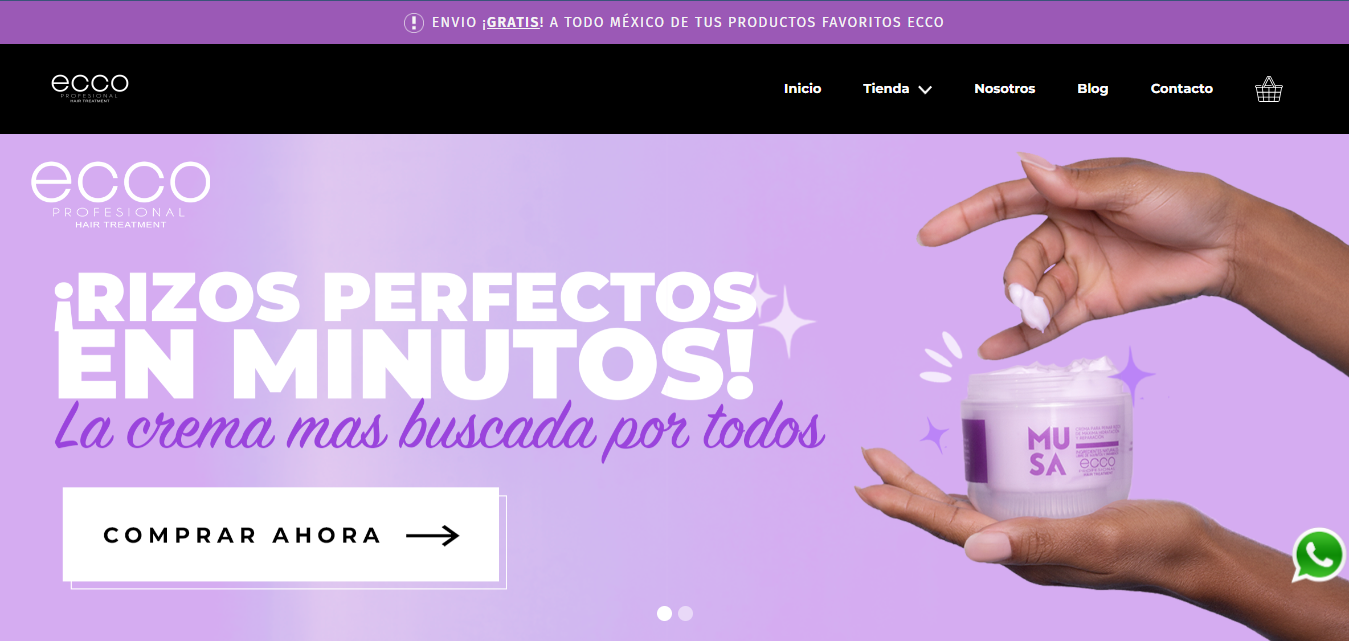 ENVIO ¡GRATIS! A TODO MÉXICO DE TUS PRODUCTOS FAVORITOS ECCO
ecco
PROFESIONAL
HAIR TREATMENT
Inicio
Tienda
Nosotros
Blog
Contacto
ecco
PROFESIONAL
HAIR TREATMENT
¡RIZOS PERFECTOS
EN MINUTOS!
La crema mas buscada por todos
COMPRAR AHORA
MU
SA
ecco